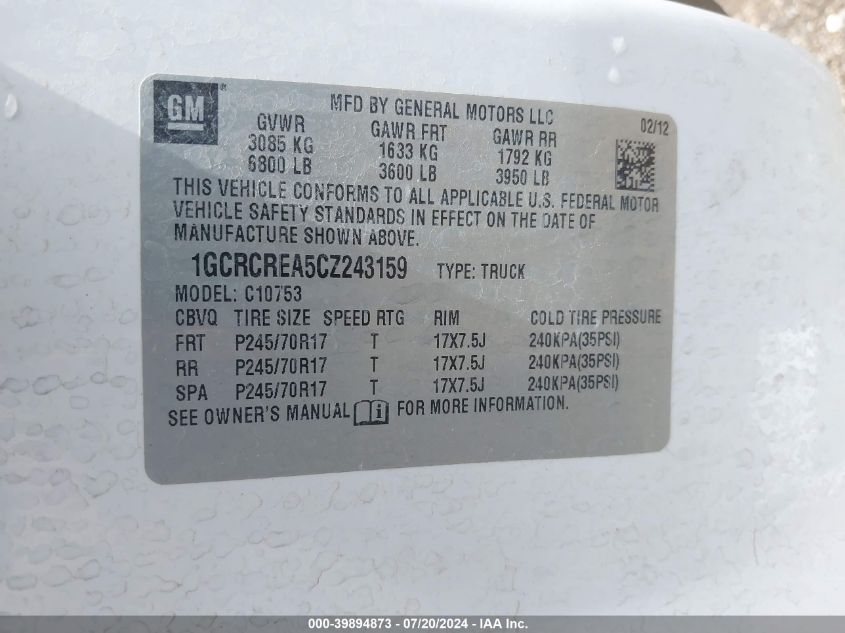 GM®
MFD BY GENERAL MOTORS LLC
02/12
GVWR GAWR FRT GAWR RR
3085 KG 1633 KG 1792 KG
6800 LB 3600 LB 3950 LB
THIS VEHICLE CONFORMS TO ALL APPLICABLE U.S. FEDERAL MOTOR
VEHICLE SAFETY STANDARDS IN EFFECT ON THE DATE OF
MANUFACTURE SHOWN ABOVE.
1GCRCREA5CZ243159 TYPE: TRUCK
MODEL: C10753
CBVQ TIRE SIZE SPEED RTG RIM COLD TIRE PRESSURE
FRT P245/70R17 T 17X7.5J 240KPA(35PSI)
RR P245/70R17 T 17X7.5J 240KPA(35PSI)
SPA P245/70R17 T 17X7.5J 240KPA(35PSI)
SEE OWNER'S MANUAL i FOR MORE INFORMATION.
000-39894873 - 07/20/2024 - IAA Inc.